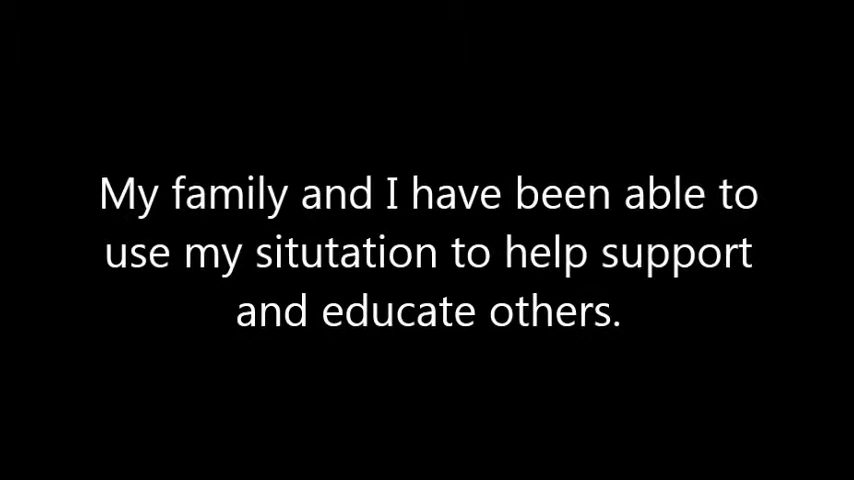 My family and I have been able to
use my situtation to help support
and educate others.